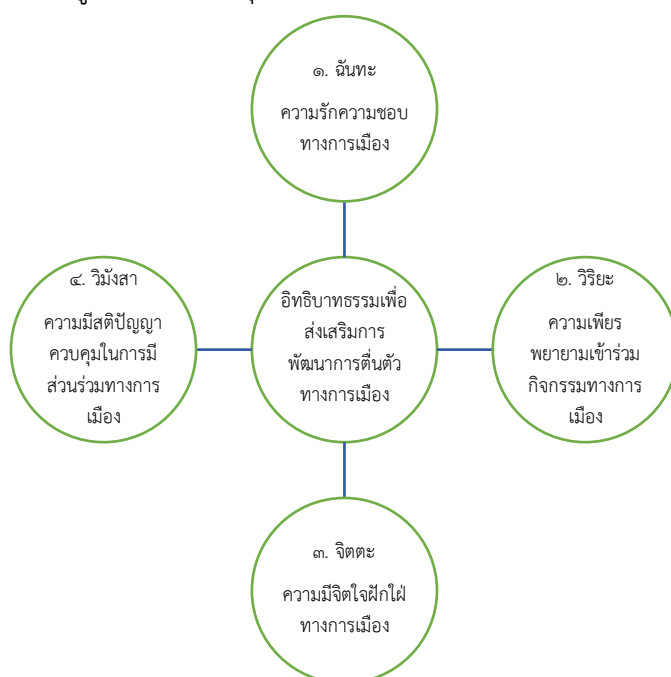 ๑. ฉันทะ
ความรักความชอบ
ทางการเมือง
๔. วิมังสา
ความมีสติปัญญา
ควบคุมในการมี
ส่วนร่วมทางการ
เมือง
อิทธิบาทธรรมเพื่อ
ส่งเสริมการ
พัฒนาการตื่นตัว
ทางการเมือง
๒. วิริยะ
ความเพียร
พยายามเข้าร่วม
กิจกรรมทางการ
เมือง
๓. จิตตะ
ความมีจิตใจฝักใฝ่
ทางการเมือง